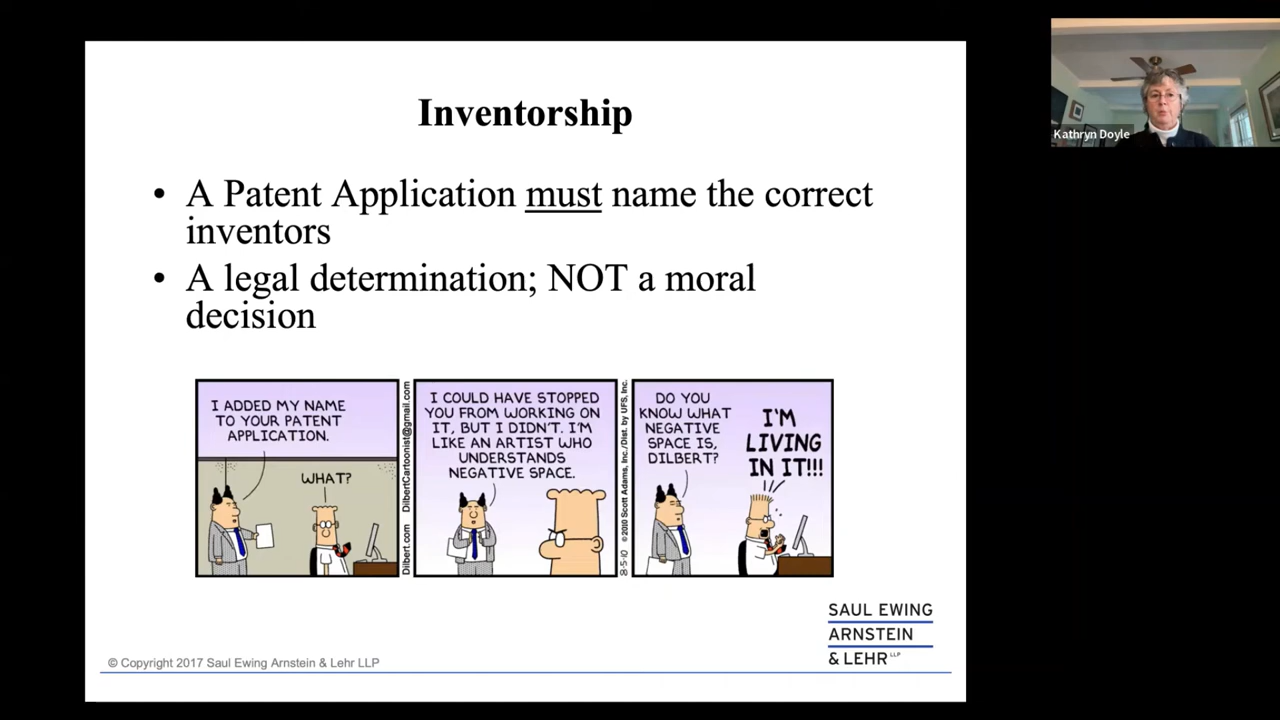 Inventorship
• A Patent Application must name the correct
inventors
• A legal determination; NOT a moral
decision
I ADDED MY NAME
TO YOUR PATENT
APPLICATION.
WHAT?
Dilbert.com DilbertCartoonist@gmail.com
I COULD HAVE STOPPED
YOU FROM WORKING ON
IT, BUT I DIDN'T. I'M
LIKE AN ARTIST WHO
UNDERSTANDS
NEGATIVE SPACE.
8-5-10 ©2010 Scott Adams, Inc./Dist. by UFS, Inc.
DO YOU
KNOW WHAT
NEGATIVE
SPACE IS,
DILBERT?
I'M
LIVING
IN IT!!!
SAUL EWING
ARNSTEIN
& LEHR LLP
© Copyright 2017 Saul Ewing Arnstein & Lehr LLP
Kathryn Doyle